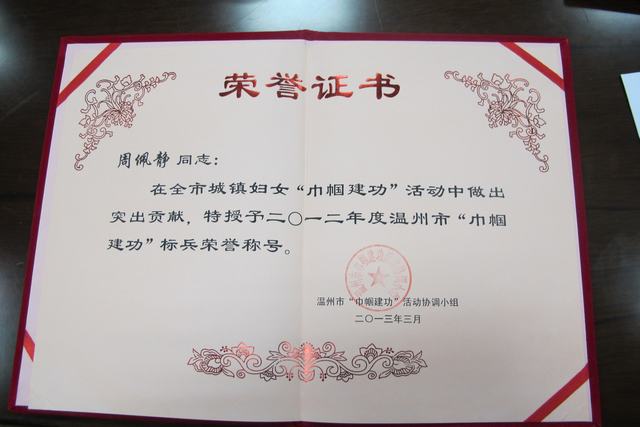 荣誉证书
周佩静 同志：
在全市城镇妇女“巾帼建功”活动中做出
突出贡献，特授予二〇一二年度温州市“巾帼
建功”标兵荣誉称号。
温州市“巾帼建功”活动协调小组
二〇一三年三月